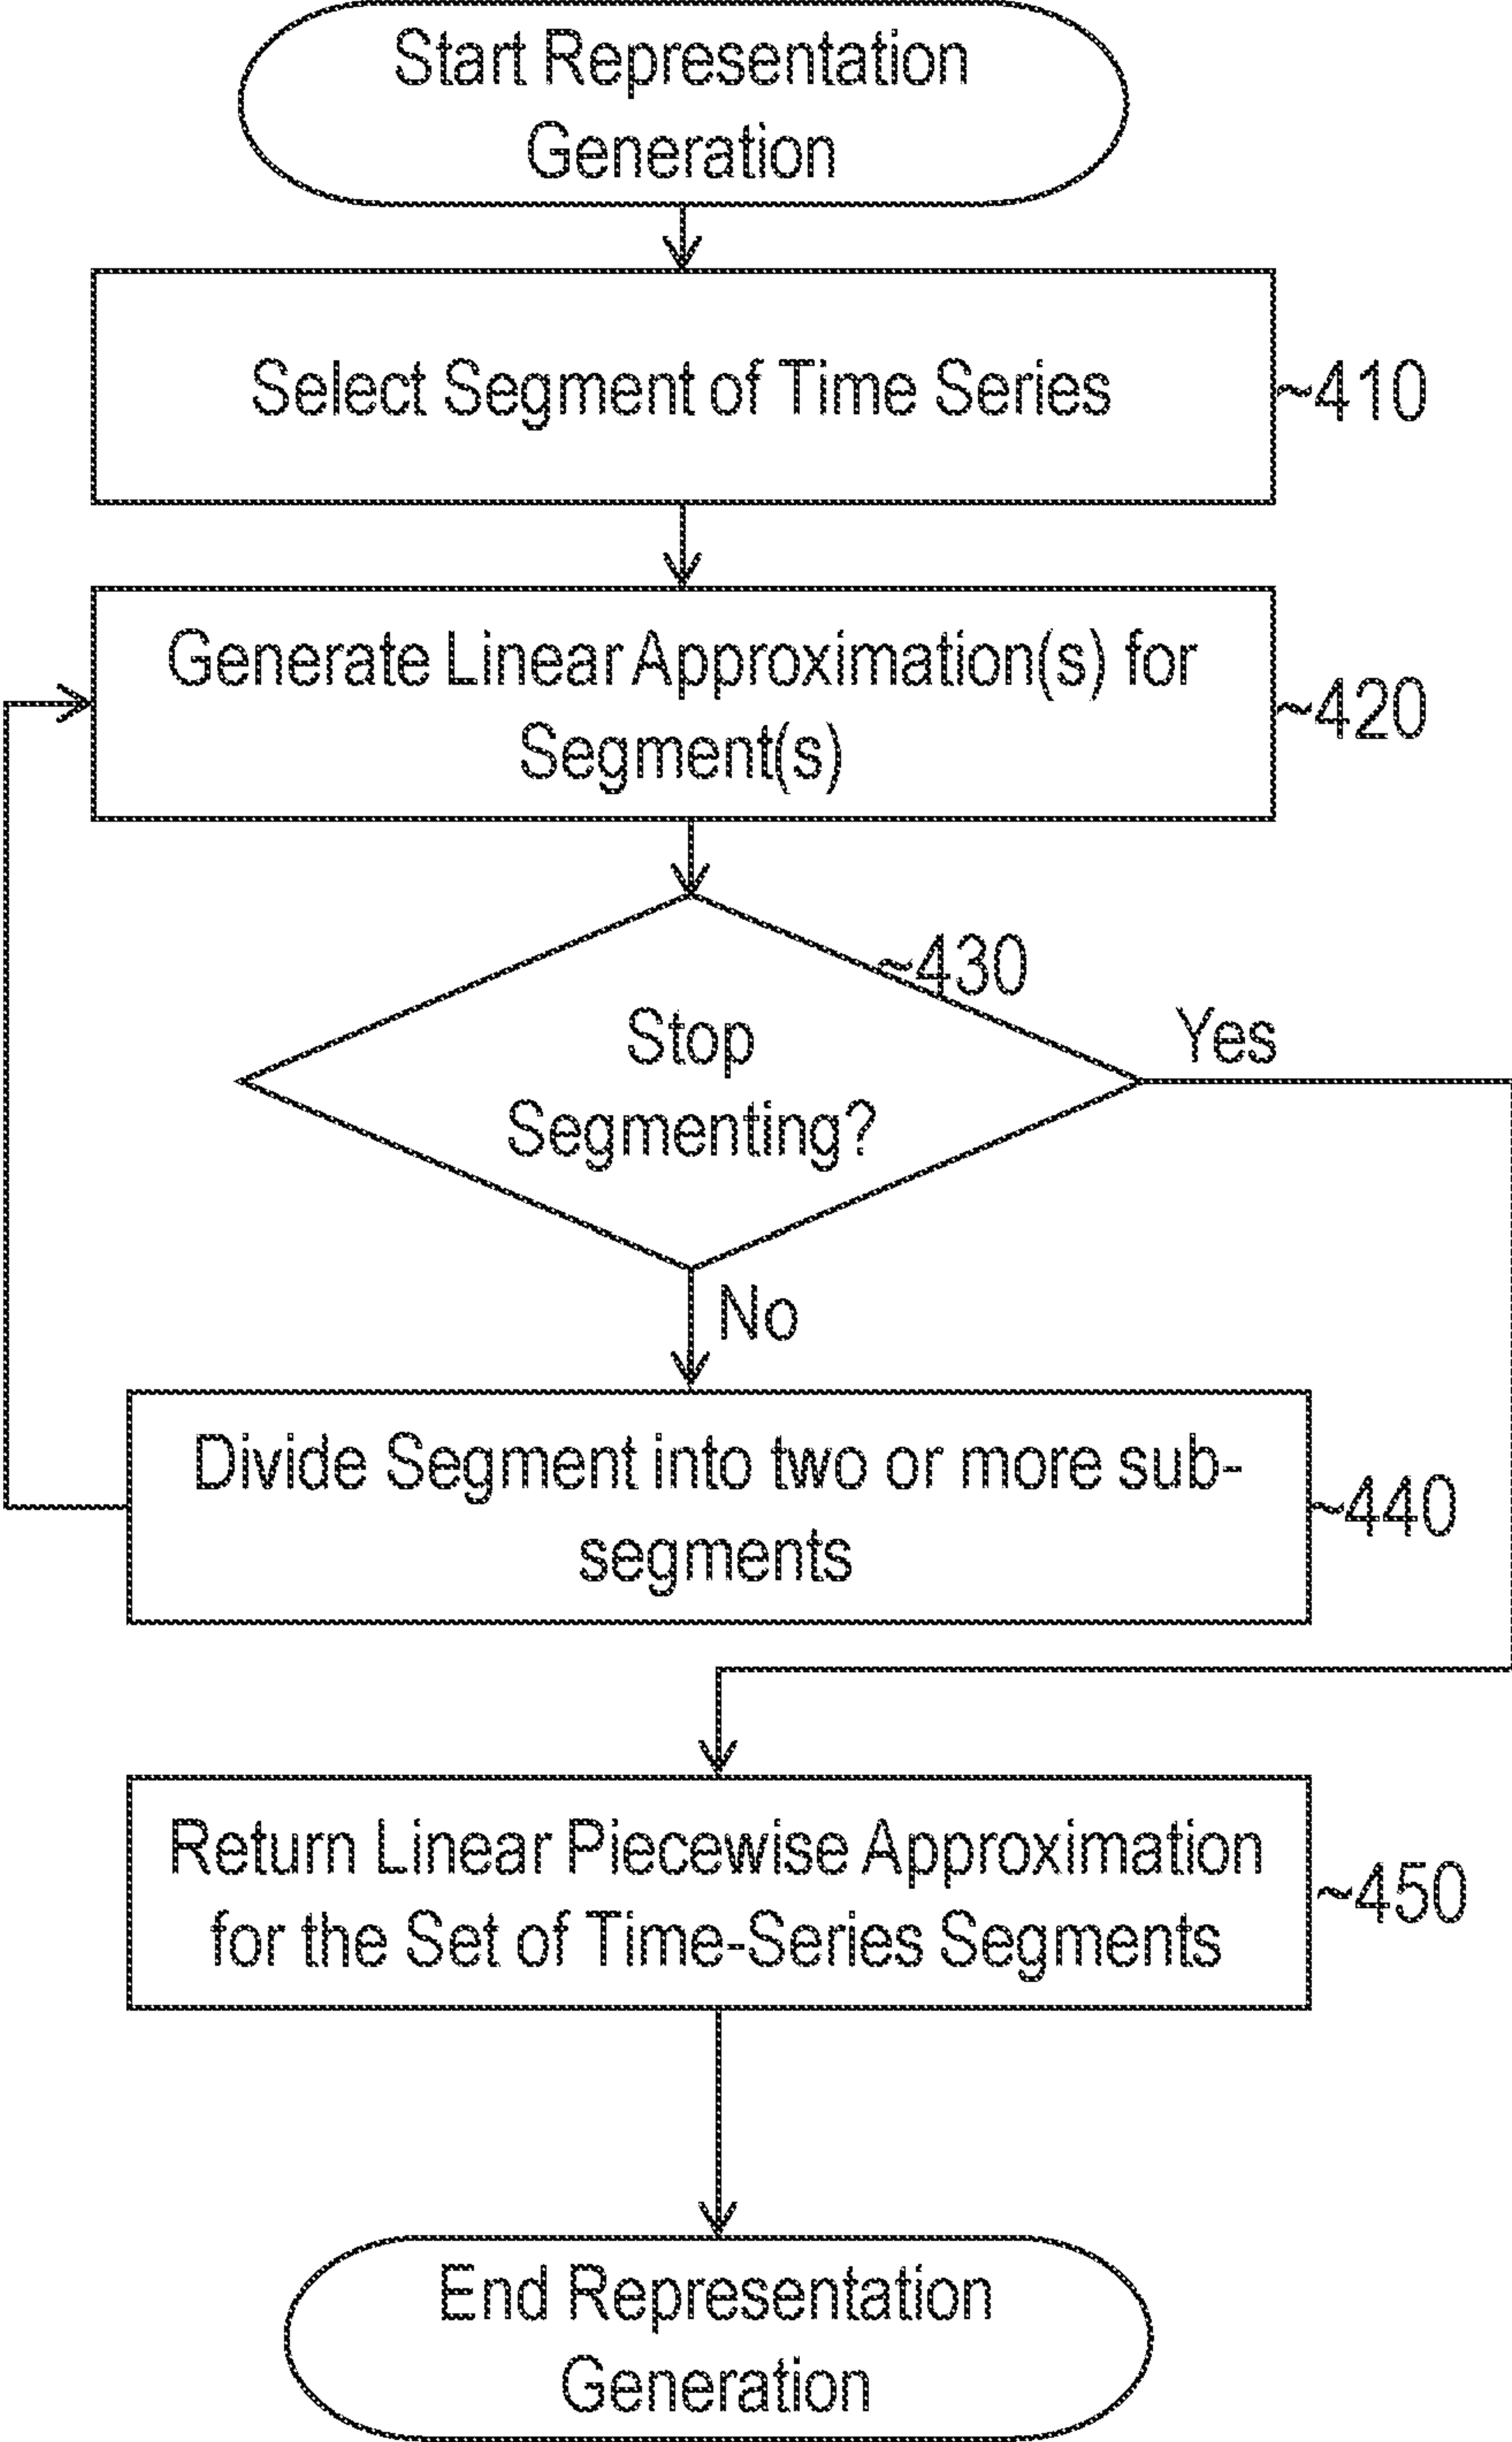 Start Representation
Generation
Select Segment of Time Series
~410
Generate Linear Approximation(s) for
Segment(s)
~420
~430
Stop
Segmenting?
Yes
No
Divide Segment into two or more sub-
segments
~440
Return Linear Piecewise Approximation
for the Set of Time-Series Segments
~450
End Representation
Generation